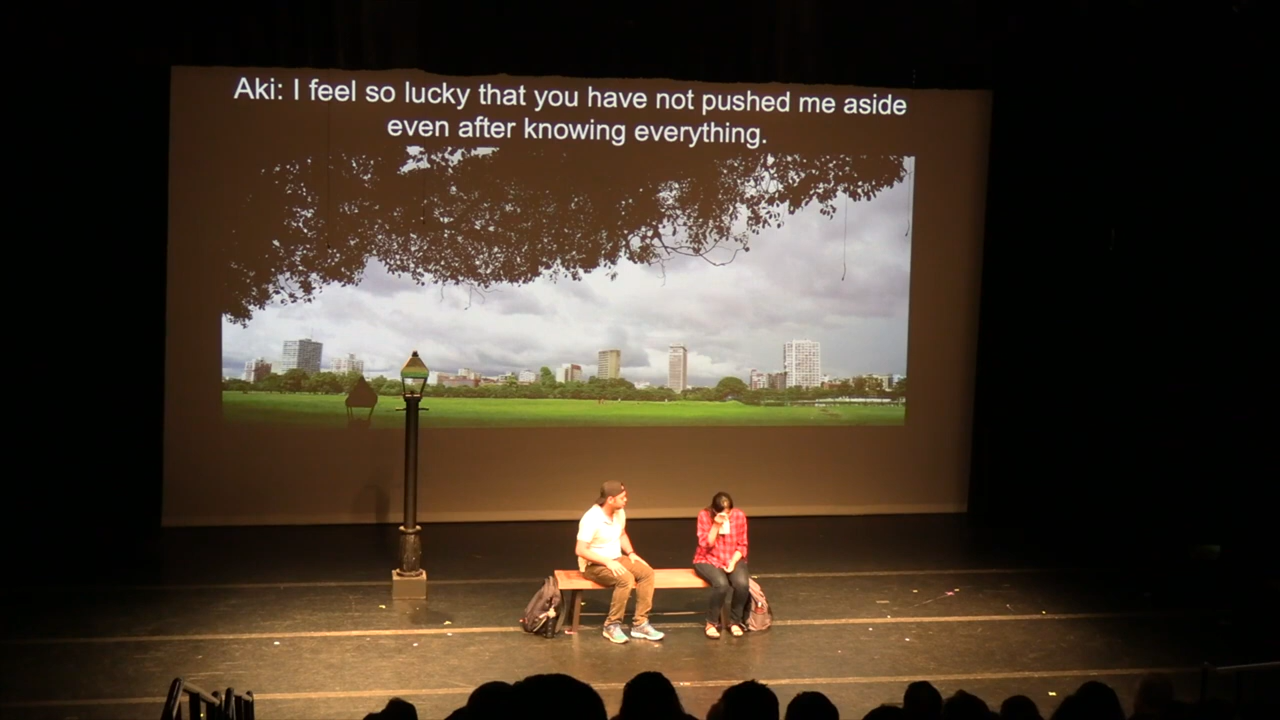 Aki: I feel so lucky that you have not pushed me aside
even after knowing everything.